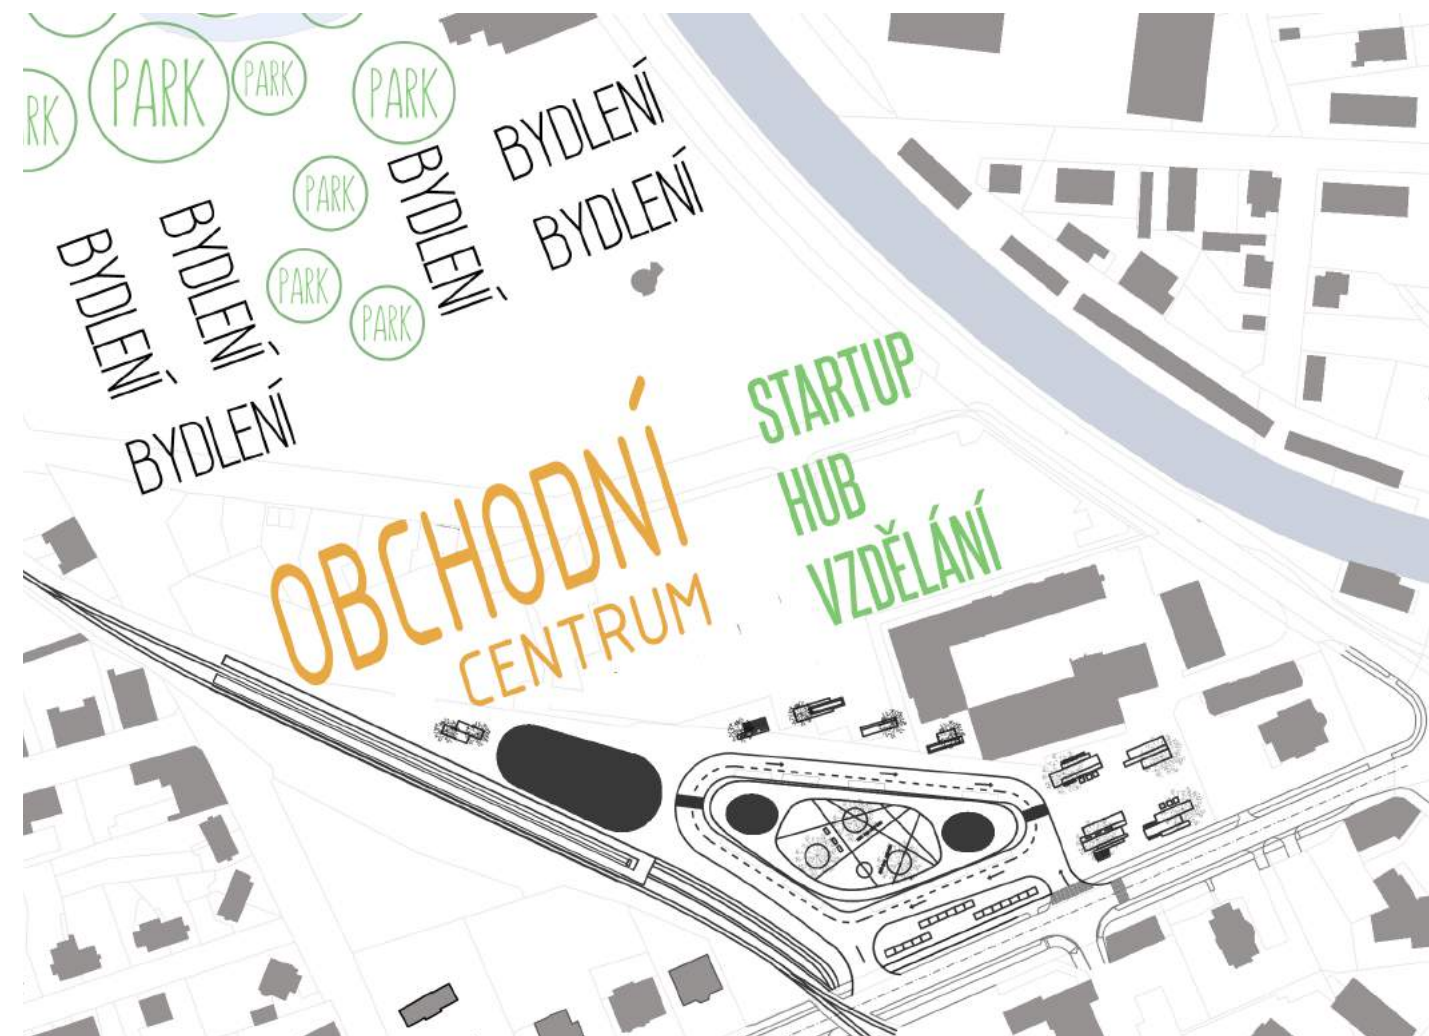 PARK
PARK
PARK
PARK
PARK
PARK
BYDLENÍ
BYDLENÍ
BYDLENÍ
BYDLENÍ
BYDLENÍ
BYDLENÍ
OBCHODNÍ
CENTRUM
STARTUP
HUB
VZDĚLÁNÍ